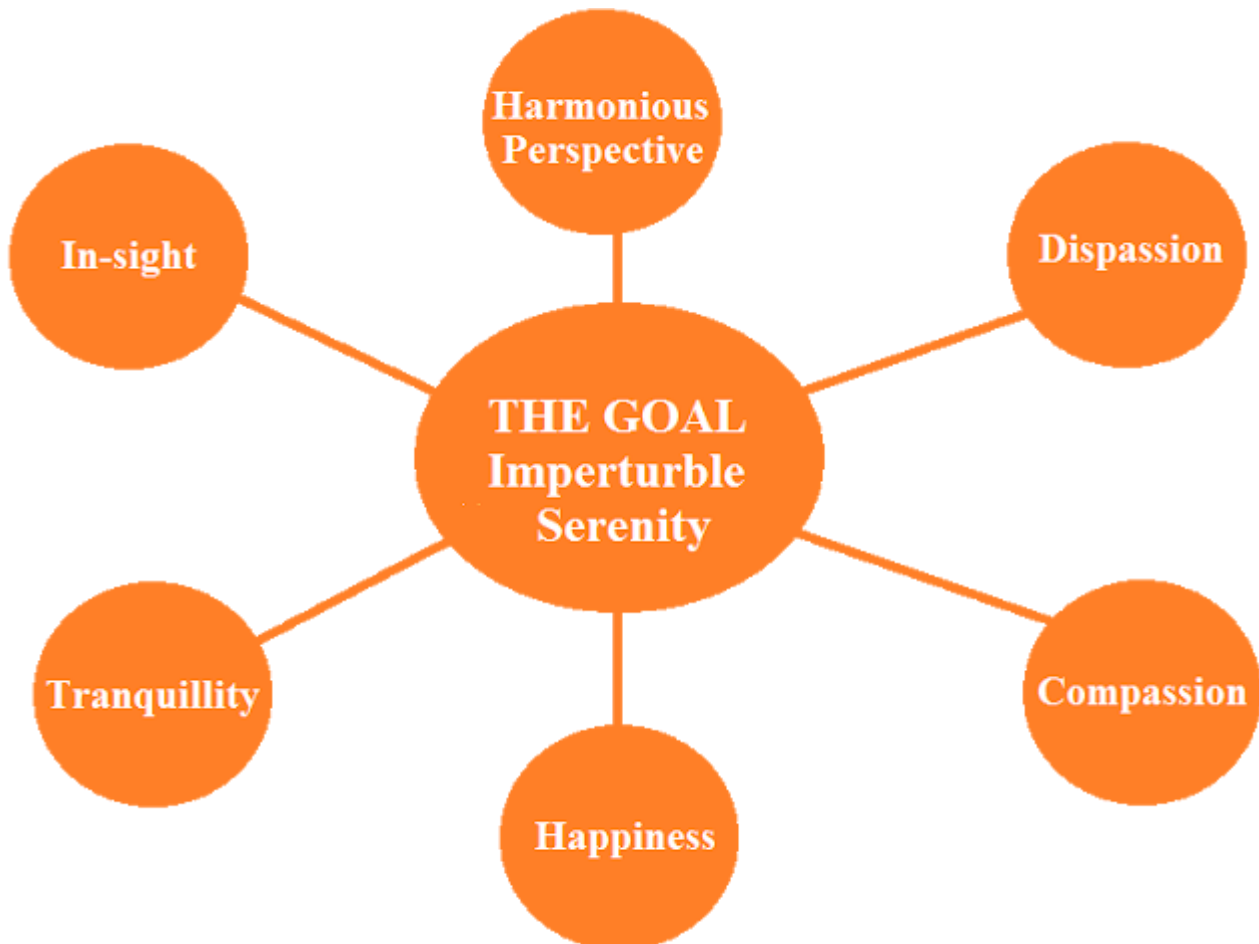 Harmonious
Perspective
In-sight
Dispassion
THE GOAL
Imperturble
Serenity
Tranquillity
Compassion
Happiness